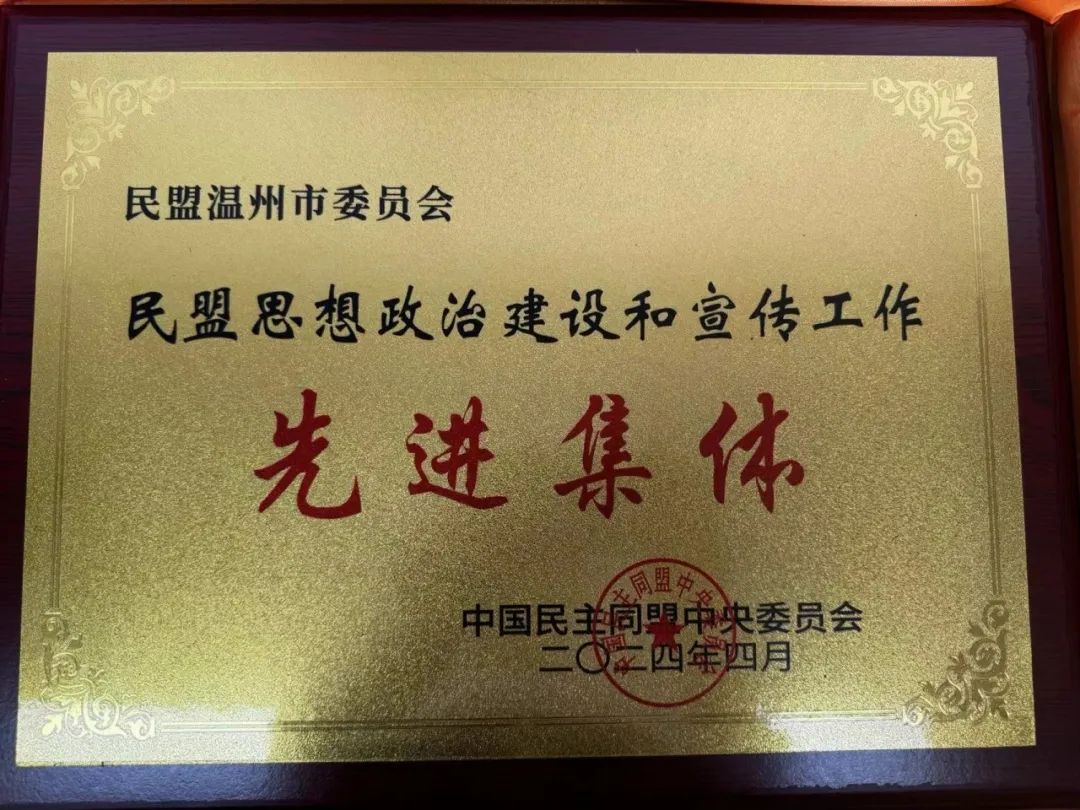 民盟温州市委员会
民盟思想政治建设和宣传工作
先进集体
中国民主同盟中央委员会
二〇二四年四月